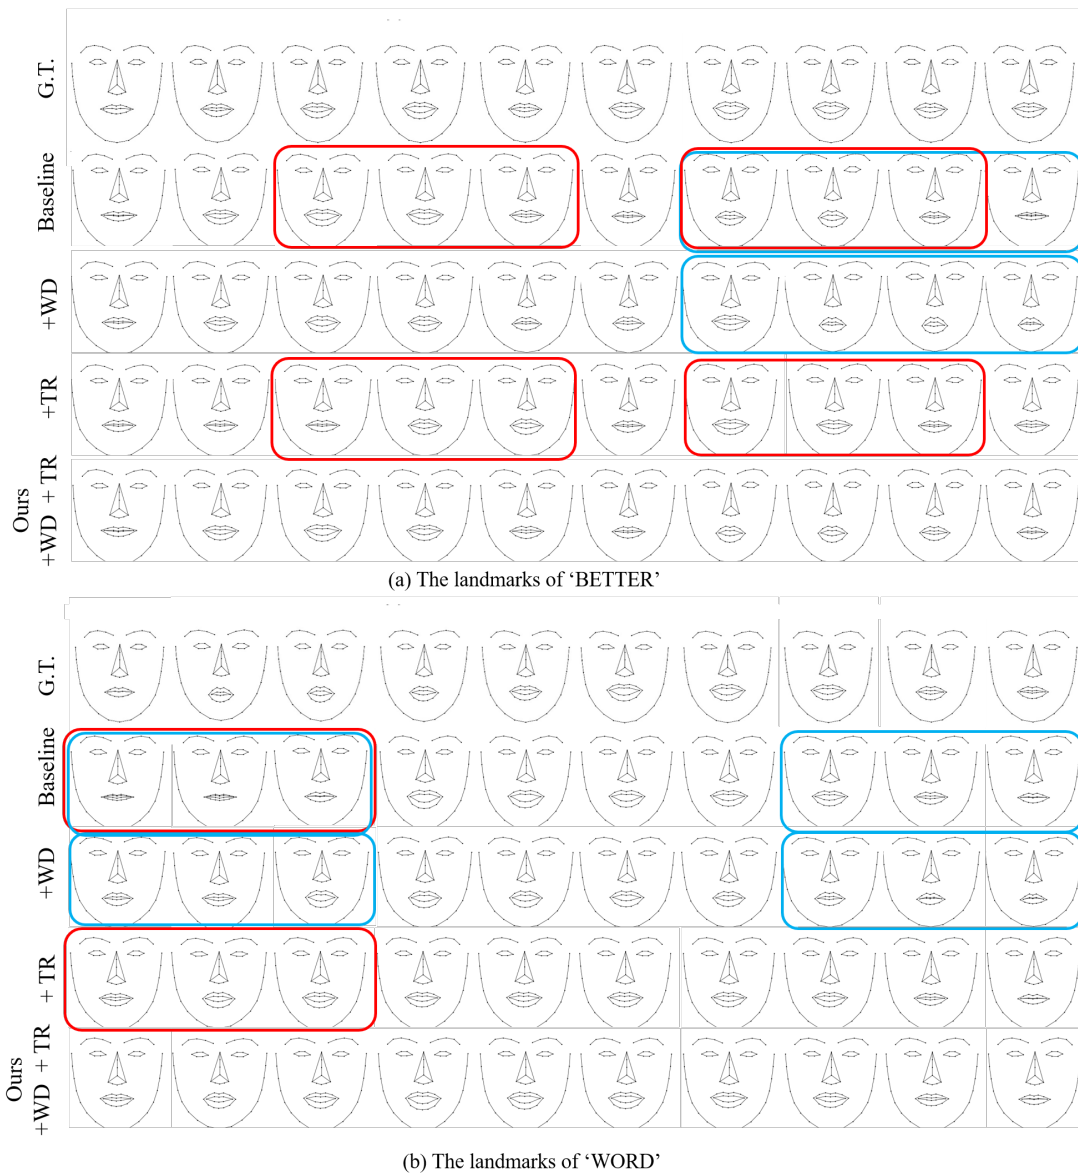 G.T.
Baseline
+WD
+TR
Ours
+WD + TR
(a) The landmarks of ‘BETTER’
G.T.
Baseline
+WD
+ TR
Ours
+WD + TR
(b) The landmarks of ‘WORD’